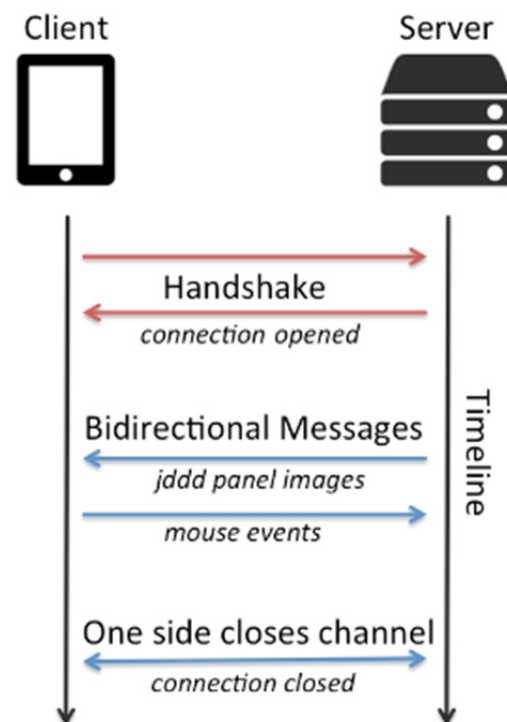 Client
Server
Handshake
connection opened
Bidirectional Messages
jddd panel images
mouse events
Timeline
One side closes channel
connection closed